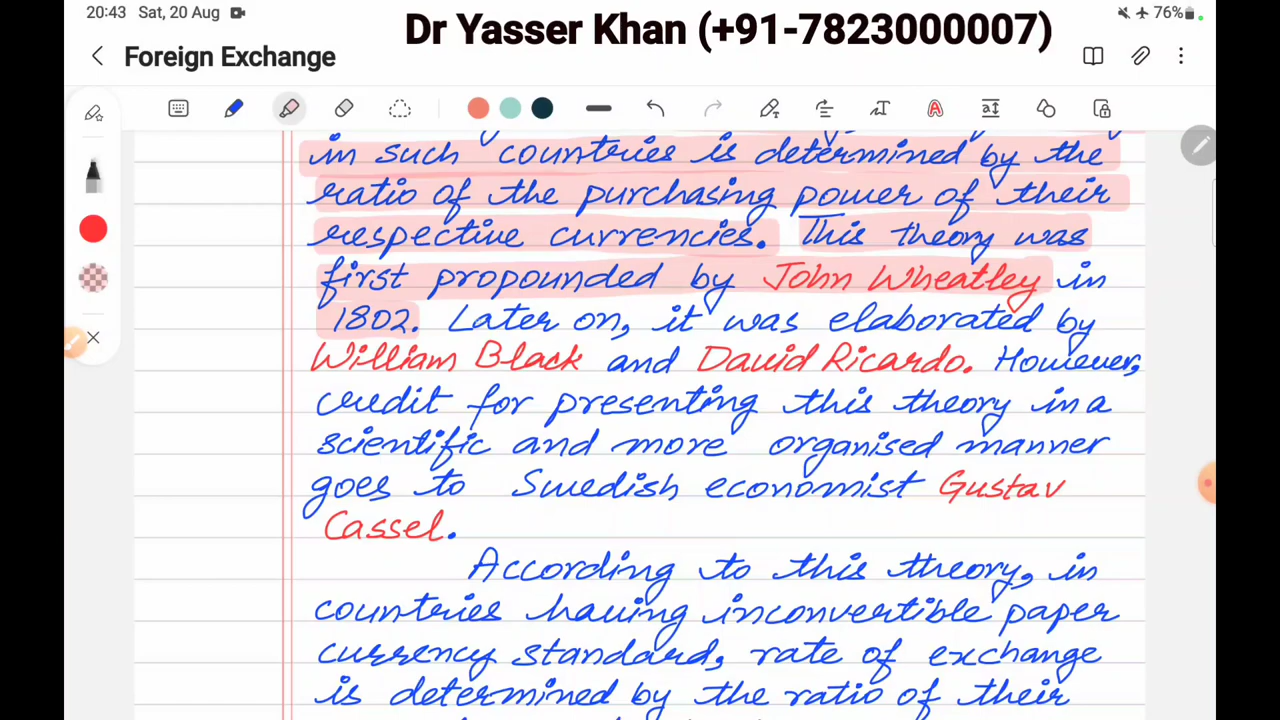 20:43 Sat, 20 Aug
Dr Yasser Khan (+91-7823000007)
76%
Foreign Exchange
in such countries is determined by the
ratio of the purchasing power of their
respective currencies. This theory was
first propounded by John Wheatley in
1802. Later on, it was elaborated by
William Black and David Ricardo. However,
credit for presenting this theory in a
scientific and more organised manner
goes to Swedish economist Gustav
Cassel.
According to this theory, in
countries having inconvertible paper
currency standard, rate of exchange
is determined by the ratio of their